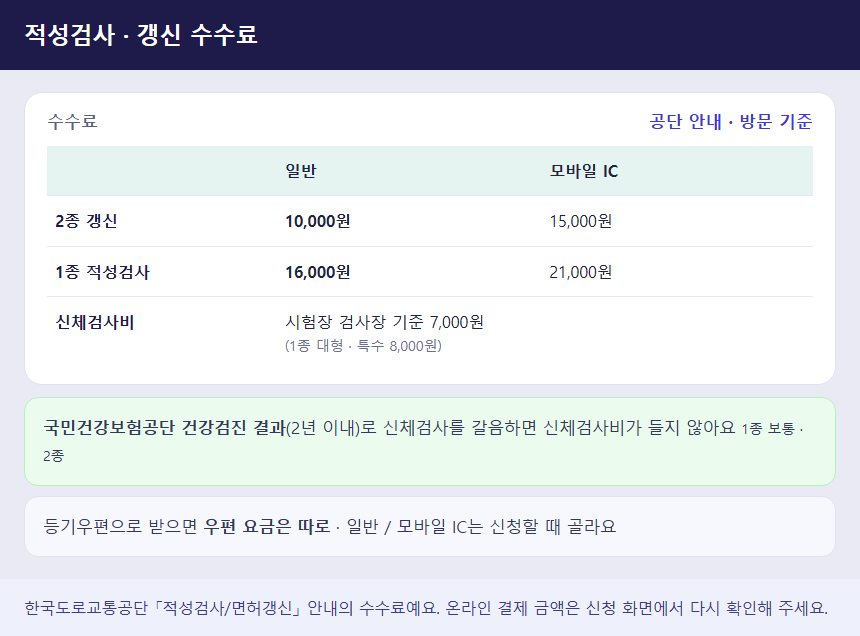 적성검사 · 갱신 수수료
수수료
공단 안내 · 방문 기준
일반 모바일 IC
2종 갱신 10,000원 15,000원
1종 적성검사 16,000원 21,000원
신체검사비 시험장 검사장 기준 7,000원
(1종 대형 · 특수 8,000원)
국민건강보험공단 건강검진 결과(2년 이내)로 신체검사를 갈음하면 신체검사비가 들지 않아요 1종 보통 ·
2종
등기우편으로 받으면 우편 요금은 따로 · 일반 / 모바일 IC는 신청할 때 골라요
한국도로교통공단 「적성검사/면허갱신」 안내의 수수료예요. 온라인 결제 금액은 신청 화면에서 다시 확인해 주세요.